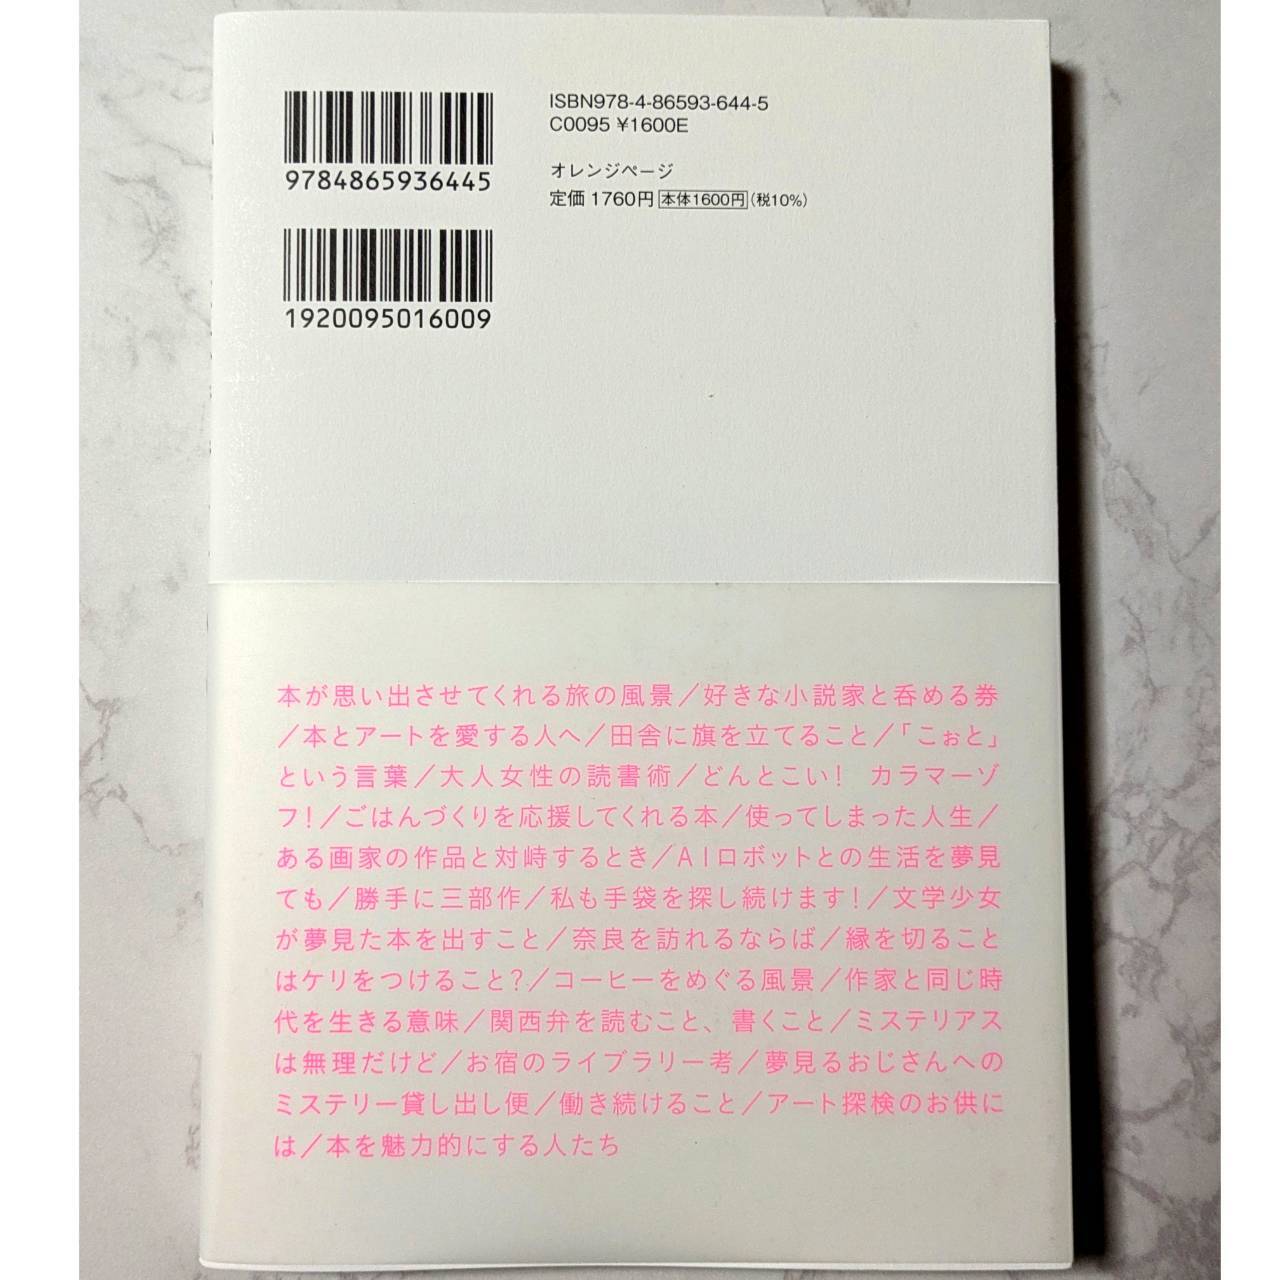 ISBN978-4-86593-644-5
C0095 ¥1600E
9784865936445
オレンジページ
定価 1760円 本体1600円 (税10%)
1920095016009
本が思い出させてくれる旅の風景／好きな小説家と呑める券
／本とアートを愛する人へ／田舎に旗を立てること／「こぉと」
という言葉／大人女性の読書術／どんとこい！ カラマーゾ
フ！／ごはんづくりを応援してくれる本／使ってしまった人生／
ある画家の作品と対峙するとき／AIロボットとの生活を夢見
ても／勝手に三部作／私も手袋を探し続けます！／文学少女
が夢見た本を出すこと／奈良を訪れるならば／縁を切ること
はケリをつけること？／コーヒーをめぐる風景／作家と同じ時
代を生きる意味／関西弁を読むこと、書くこと／ミステリアス
は無理だけど／お宿のライブラリー考／夢見るおじさんへの
ミステリー貸し出し便／働き続けること／アート探検のお供に
は／本を魅力的にする人たち